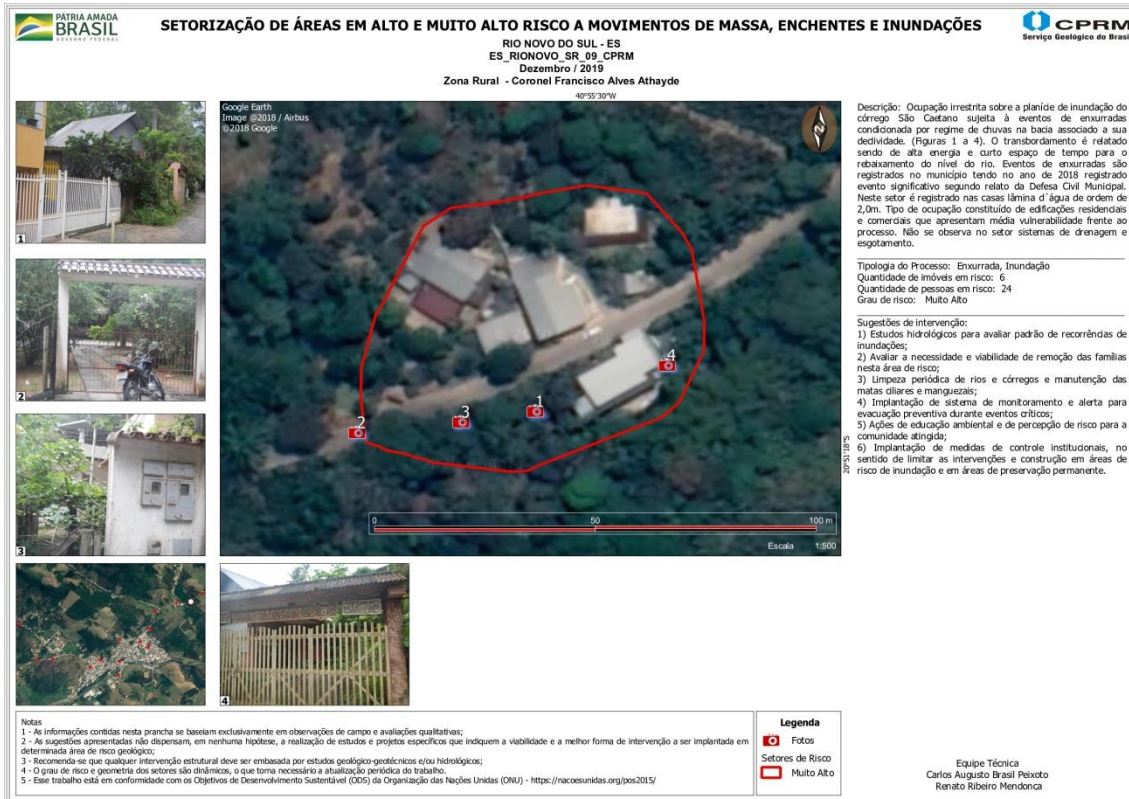 PÁTRIA AMADA
BRASIL
GOVERNO FEDERAL
SETORIZAÇÃO DE ÁREAS EM ALTO E MUITO ALTO RISCO A MOVIMENTOS DE MASSA, ENCHENTES E INUNDAÇÕES
CPRM
Serviço Geológico do Brasil
RIO NOVO DO SUL - ES
ES_RIONOVO_SR_09_CPRM
Dezembro / 2019
Zona Rural - Coronel Francisco Alves Athayde
40°55'30"W
Google Earth
Image @2018 / Airbus
@2018 Google
N
1
2
3
4
1
2
3
4
20°51'18"S
0 50 100 m
Escala 1:500
Descrição: Ocupação irrestrita sobre a planície de inundação do
córrego São Caetano sujeita à eventos de enxurradas
condicionada por regime de chuvas na bacia associado a sua
declividade. (Figuras 1 a 4). O transbordamento é relatado
sendo de alta energia e curto espaço de tempo para o
rebaixamento do nível do rio. Eventos de enxurradas são
registrados no município tendo no ano de 2018 registrado
evento significativo segundo relato da Defesa Civil Municipal.
Neste setor é registrado nas casas lâmina d´água de ordem de
2,0m. Tipo de ocupação constituído de edificações residenciais
e comerciais que apresentam média vulnerabilidade frente ao
processo. Não se observa no setor sistemas de drenagem e
esgotamento.
Tipologia do Processo: Enxurrada, Inundação
Quantidade de imóveis em risco: 6
Quantidade de pessoas em risco: 24
Grau de risco: Muito Alto
Sugestões de intervenção:
1) Estudos hidrológicos para avaliar padrão de recorrências de
inundações;
2) Avaliar a necessidade e viabilidade de remoção das famílias
nesta área de risco;
3) Limpeza periódica de rios e córregos e manutenção das
matas ciliares e manguezais;
4) Implantação de sistema de monitoramento e alerta para
evacuação preventiva durante eventos críticos;
5) Ações de educação ambiental e de percepção de risco para a
comunidade atingida;
6) Implantação de medidas de controle institucionais, no
sentido de limitar as intervenções e construção em áreas de
risco de inundação e em áreas de preservação permanente.
Notas
1 - As informações contidas nesta prancha se baseiam exclusivamente em observações de campo e avaliações qualitativas;
2 - As sugestões apresentadas não dispensam, em nenhuma hipótese, a realização de estudos e projetos específicos que indiquem a viabilidade e a melhor forma de intervenção a ser implantada em
determinada área de risco geológico;
3 - Recomenda-se que qualquer intervenção estrutural deve ser embasada por estudos geológico-geotécnicos e/ou hidrológicos;
4 - O grau de risco e geometria dos setores são dinâmicos, o que torna necessário a atualização periódica do trabalho.
5 - Esse trabalho está em conformidade com os Objetivos de Desenvolvimento Sustentável (ODS) da Organização das Nações Unidas (ONU) - https://nacoesunidas.org/pos2015/
Legenda
Fotos
Setores de Risco
Muito Alto
Equipe Técnica
Carlos Augusto Brasil Peixoto
Renato Ribeiro Mendonca